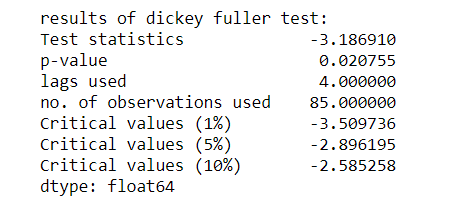 results of dickey fuller test:
Test statistics -3.186910
p-value 0.020755
lags used 4.000000
no. of observations used 85.000000
Critical values (1%) -3.509736
Critical values (5%) -2.896195
Critical values (10%) -2.585258
dtype: float64